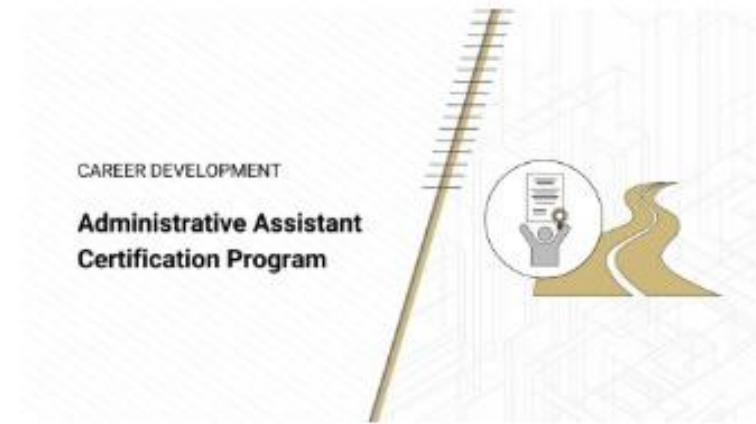 CAREER DEVELOPMENT
Administrative Assistant
Certification Program